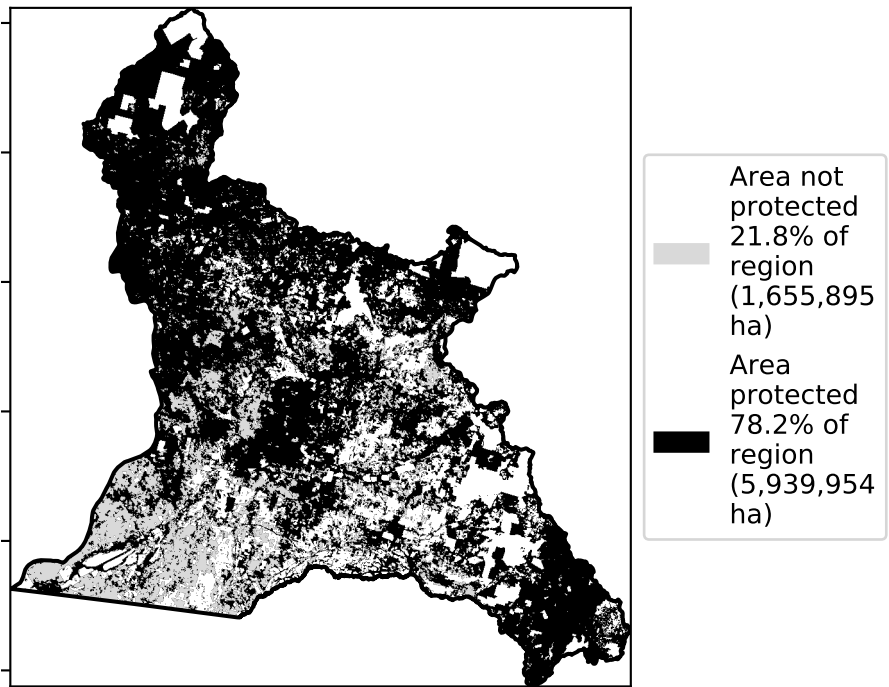 Area not
protected
21.8% of
region
(1,655,895
ha)
Area
protected
78.2% of
region
(5,939,954
ha)